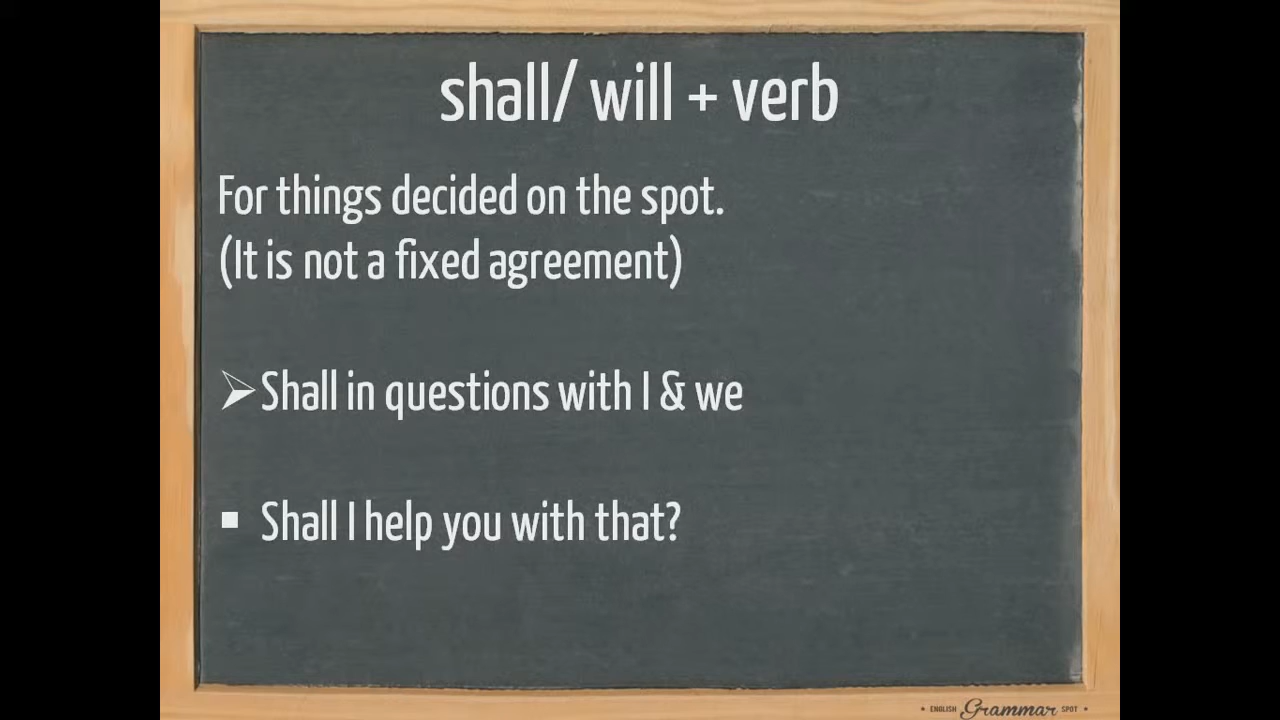 shall/ will + verb
For things decided on the spot.
(It is not a fixed agreement)
➢Shall in questions with I & we
▪ Shall I help you with that?
• ENGLISH Grammar SPOT •